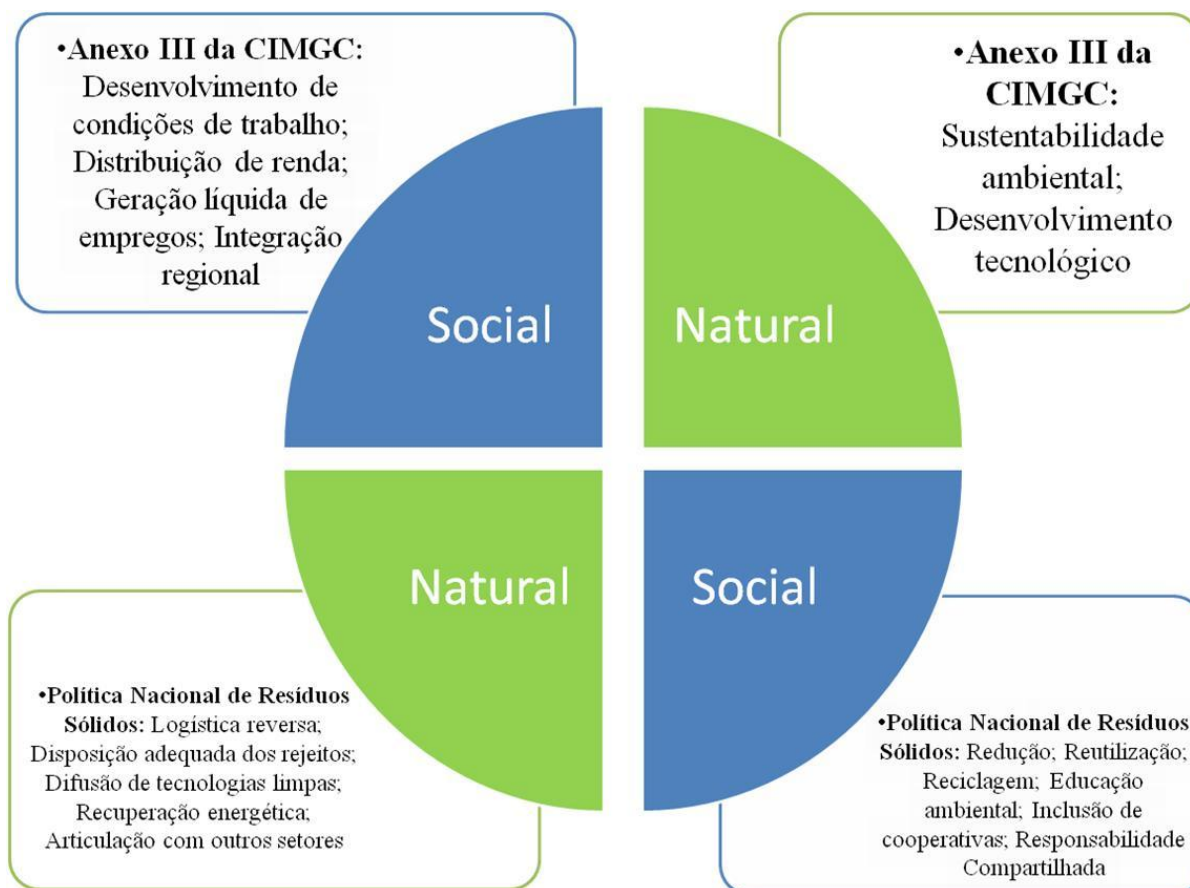 •Anexo III da CIMGC:
Desenvolvimento de
condições de trabalho;
Distribuição de renda;
Geração líquida de
empregos; Integração
regional
•Anexo III da
CIMGC:
Sustentabilidade
ambiental;
Desenvolvimento
tecnológico
Social
Natural
Natural
Social
•Política Nacional de Resíduos
Sólidos: Logística reversa;
Disposição adequada dos rejeitos;
Difusão de tecnologias limpas;
Recuperação energética;
Articulação com outros setores
•Política Nacional de Resíduos
Sólidos: Redução; Reutilização;
Reciclagem; Educação
ambiental; Inclusão de
cooperativas; Responsabilidade
Compartilhada